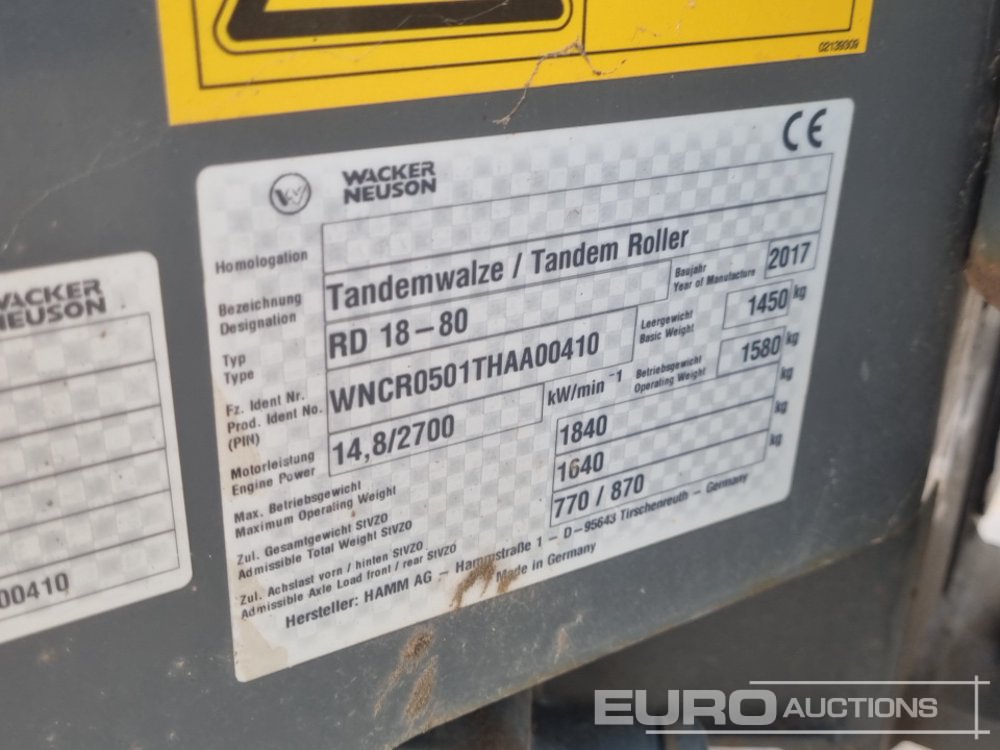 02139309
CE
WACKER
NEUSON
Homologation
Bezeichnung
Designation
Tandemwalze / Tandem Roller
Typ
Type
RD 18-80
Baujahr
Year of Manufacture
2017
Fz. Ident Nr.
Prod. Ident No.
(PIN)
WNCR0501THAA00410
Leergewicht
Basic Weight
1450 kg
Motorleistung
Engine Power
14,8/2700 kW/min -1
Betriebsgewicht
Operating Weight
1580 kg
Max. Betriebsgewicht
Maximum Operating Weight
1840 kg
Zul. Gesamtgewicht StVZO
Admissible Total Weight StVZO
1640 kg
Zul. Achslast vorn / hinten StVZO
Admissible Axle Load front / rear StVZO
770 / 870 kg
Hersteller: HAMM AG - Hammstraße 1 - D-95643 Tirschenreuth - Germany
Made in Germany
WACKER
NEUSON
00410
EURO AUCTIONS